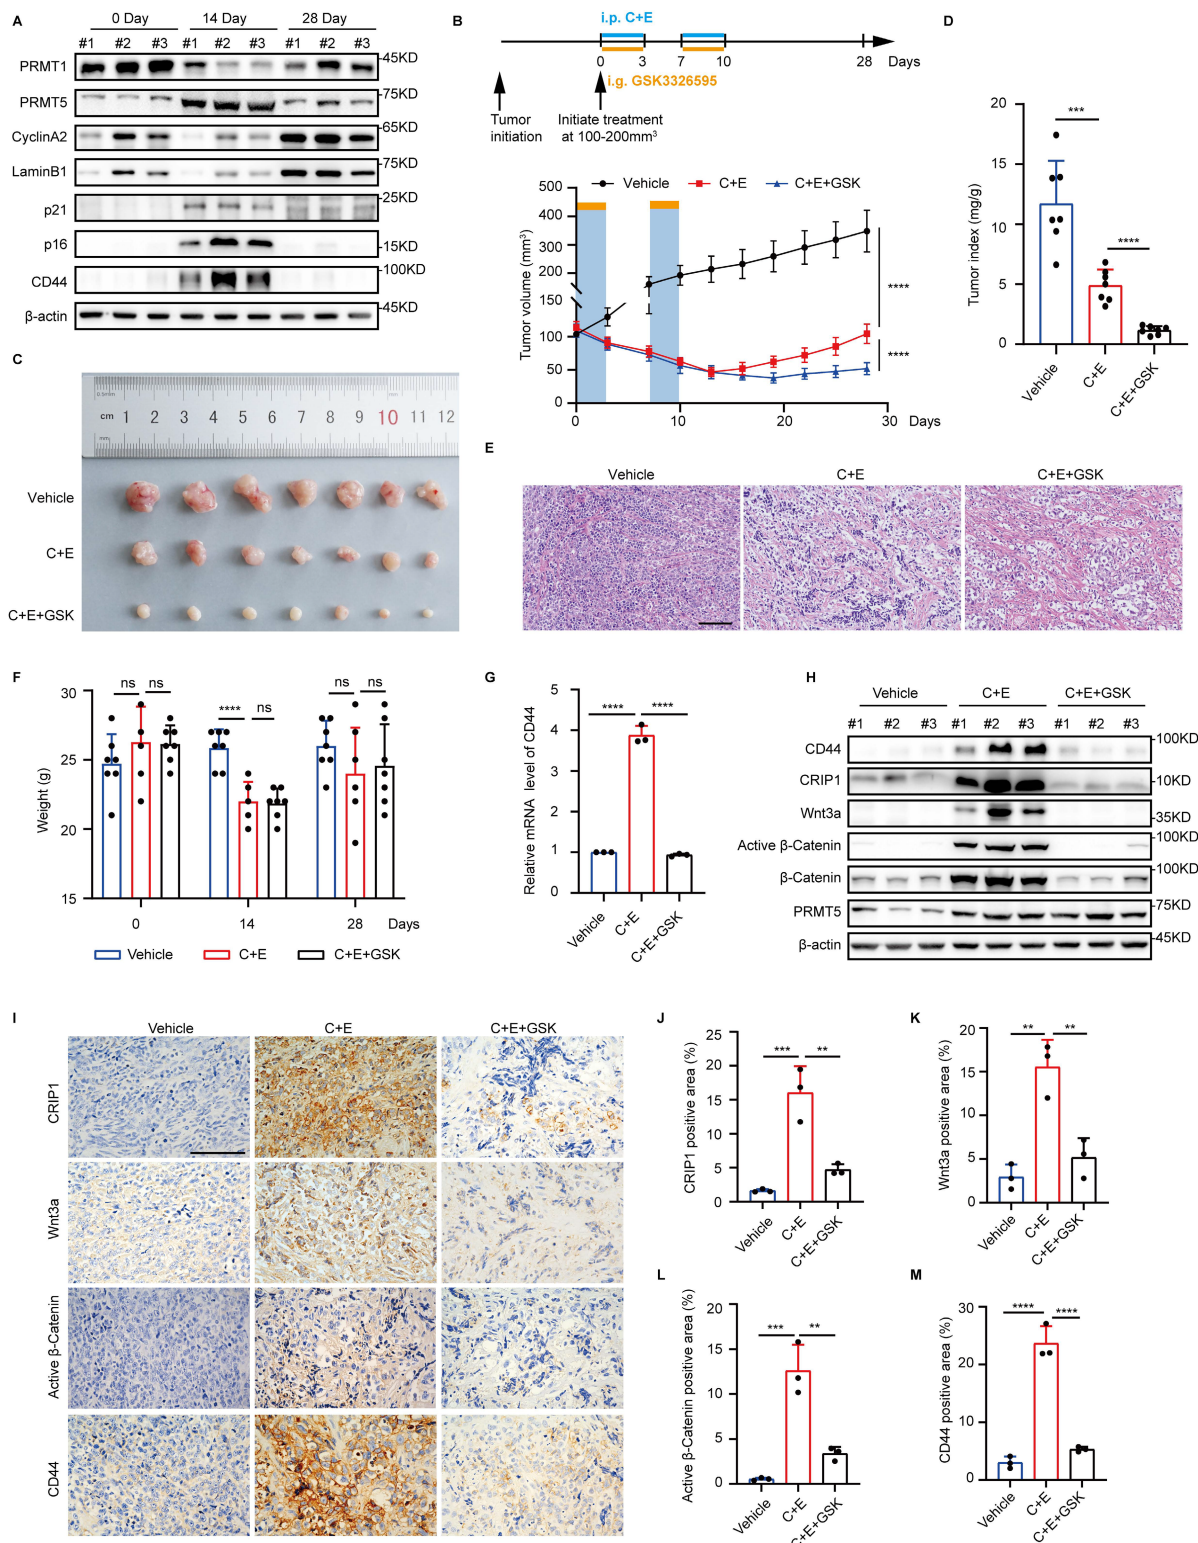 A
0 Day 14 Day 28 Day
#1 #2 #3 #1 #2 #3 #1 #2 #3
PRMT1 45KD
PRMT5 75KD
CyclinA2 65KD
LaminB1 75KD
p21 25KD
p16 15KD
CD44 100KD
β-actin 45KD
B
i.p. C+E
0 3 7 10 28 Days
i.g. GSK3326595
Tumor initiation
Initiate treatment at 100-200mm³
Vehicle C+E C+E+GSK
Tumor volume (mm³)
500
400
300
200
150
100
50
0
****
****
0 10 20 30 Days
C
cm 1 2 3 4 5 6 7 8 9 10 11 12
mm
Vehicle
C+E
C+E+GSK
D
Tumor index (mg/g)
20
15
10
5
0
***
****
Vehicle
C+E
C+E+GSK
E
Vehicle C+E C+E+GSK
F
Weight (g)
30
25
20
15
ns ns
**** ns
ns ns
0 14 28 Days
Vehicle C+E C+E+GSK
G
Relative mRNA level of CD44
5
4
3
2
1
0
**** ****
Vehicle
C+E
C+E+GSK
H
Vehicle C+E C+E+GSK
#1 #2 #3 #1 #2 #3 #1 #2 #3
CD44 100KD
CRIP1 10KD
Wnt3a 35KD
Active β-Catenin 100KD
β-Catenin 100KD
PRMT5 75KD
β-actin 45KD
I
Vehicle C+E C+E+GSK
CRIP1
Wnt3a
Active β-Catenin
CD44
J
CRIP1 positive area (%)
25
20
15
10
5
0
*** **
Vehicle
C+E
C+E+GSK
K
Wnt3a positive area (%)
20
15
10
5
0
** **
Vehicle
C+E
C+E+GSK
L
Active β-Catenin positive area (%)
20
15
10
5
0
*** **
Vehicle
C+E
C+E+GSK
M
CD44 positive area (%)
30
20
10
0
**** ****
Vehicle
C+E
C+E+GSK